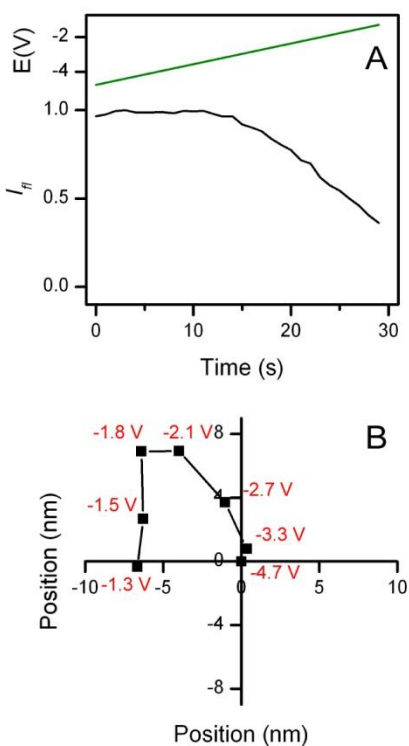 E(V)
-2
-4
A
1.0
I fl
0.5
0.0
0 10 20 30
Time (s)
B
-1.8 V -2.1 V 8
-2.7 V
4
-1.5 V
-3.3 V
Position (nm)
0
-4.7 V
-1.3 V
-10 -5 0 5 10
-4
-8
Position (nm)